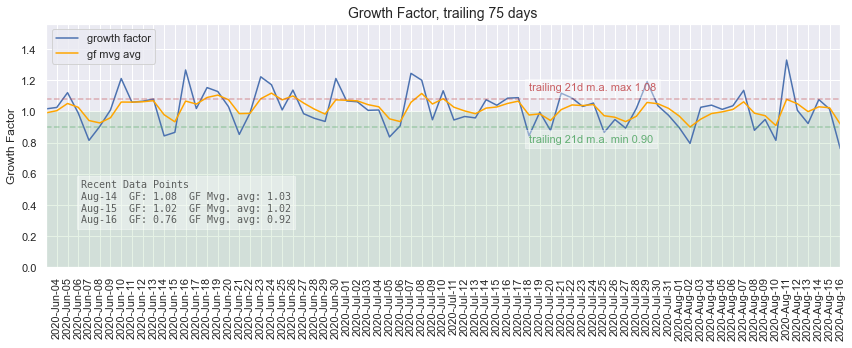 Growth Factor, trailing 75 days
growth factor
gf mvg avg
trailing 21d m.a. max 1.08
trailing 21d m.a. min 0.90
Recent Data Points
Aug-14 GF: 1.08 GF Mvg. avg: 1.03
Aug-15 GF: 1.02 GF Mvg. avg: 1.02
Aug-16 GF: 0.76 GF Mvg. avg: 0.92
Growth Factor
1.4
1.2
1.0
0.8
0.6
0.4
0.2
0.0
2020-Jun-04
2020-Jun-05
2020-Jun-06
2020-Jun-07
2020-Jun-08
2020-Jun-09
2020-Jun-10
2020-Jun-11
2020-Jun-12
2020-Jun-13
2020-Jun-14
2020-Jun-15
2020-Jun-16
2020-Jun-17
2020-Jun-18
2020-Jun-19
2020-Jun-20
2020-Jun-21
2020-Jun-22
2020-Jun-23
2020-Jun-24
2020-Jun-25
2020-Jun-26
2020-Jun-27
2020-Jun-28
2020-Jun-29
2020-Jun-30
2020-Jul-01
2020-Jul-02
2020-Jul-03
2020-Jul-04
2020-Jul-05
2020-Jul-06
2020-Jul-07
2020-Jul-08
2020-Jul-09
2020-Jul-10
2020-Jul-11
2020-Jul-12
2020-Jul-13
2020-Jul-14
2020-Jul-15
2020-Jul-16
2020-Jul-17
2020-Jul-18
2020-Jul-19
2020-Jul-20
2020-Jul-21
2020-Jul-22
2020-Jul-23
2020-Jul-24
2020-Jul-25
2020-Jul-26
2020-Jul-27
2020-Jul-28
2020-Jul-29
2020-Jul-30
2020-Jul-31
2020-Aug-01
2020-Aug-02
2020-Aug-03
2020-Aug-04
2020-Aug-05
2020-Aug-06
2020-Aug-07
2020-Aug-08
2020-Aug-09
2020-Aug-10
2020-Aug-11
2020-Aug-12
2020-Aug-13
2020-Aug-14
2020-Aug-15
2020-Aug-16